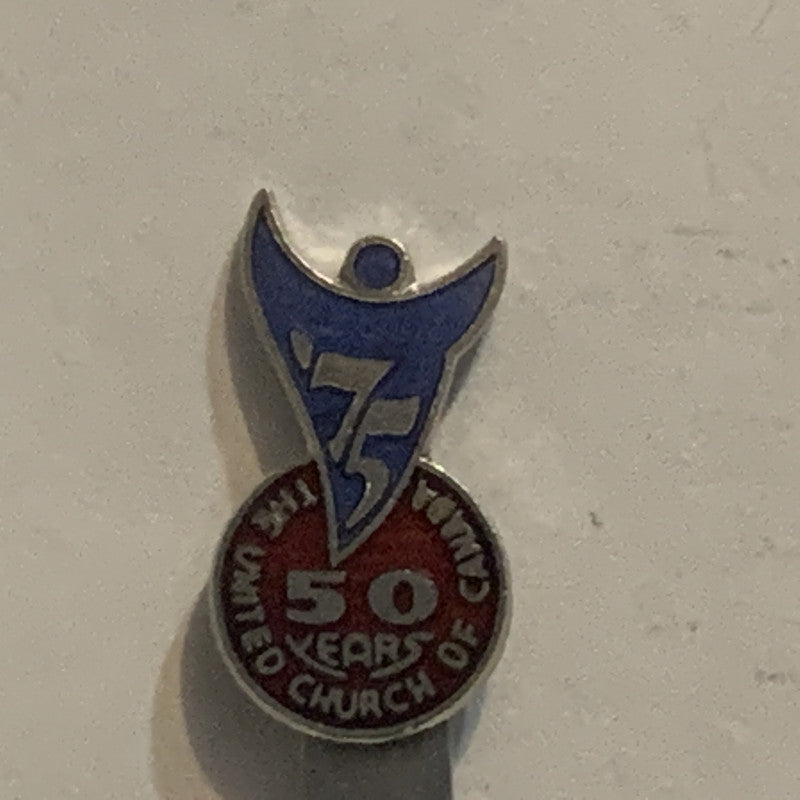 '75
50
YEARS
THE UNITED CHURCH OF CANADA